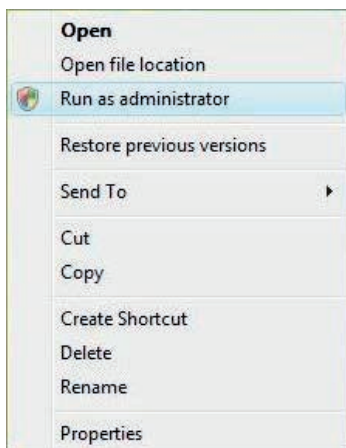 Open
Open file location
Run as administrator
Restore previous versions
Send To
Cut
Copy
Create Shortcut
Delete
Rename
Properties